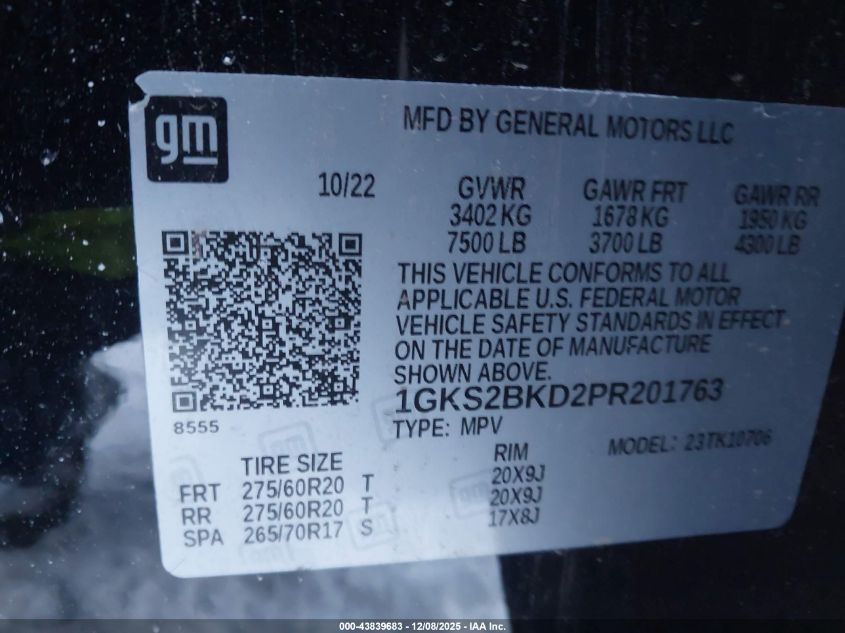 gm
MFD BY GENERAL MOTORS LLC
10/22 GVWR GAWR FRT GAWR RR
3402 KG 1678 KG 1950 KG
7500 LB 3700 LB 4300 LB
THIS VEHICLE CONFORMS TO ALL
APPLICABLE U.S. FEDERAL MOTOR
VEHICLE SAFETY STANDARDS IN EFFECT
ON THE DATE OF MANUFACTURE
SHOWN ABOVE.
1GKS2BKD2PR201763
8555
TYPE: MPV MODEL: 23TK10706
TIRE SIZE RIM
FRT 275/60R20 T 20X9J
RR 275/60R20 T 20X9J
SPA 265/70R17 S 17X8J
000-43839683 - 12/08/2025 - IAA Inc.